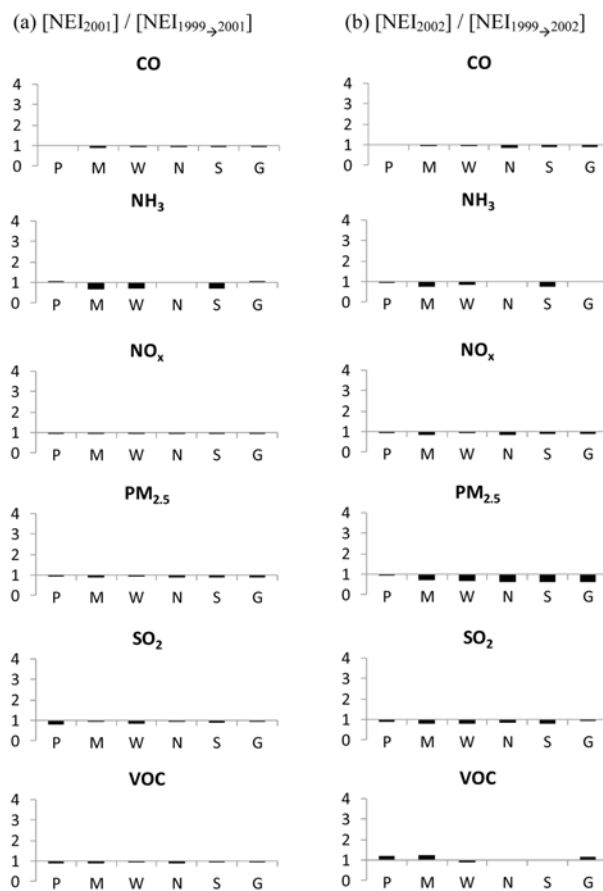 (a) [NEI2001] / [NEI1999→2001]
CO
4
3
2
1
0
P M W N S G
NH3
4
3
2
1
0
P M W N S G
NOx
4
3
2
1
0
P M W N S G
PM2.5
4
3
2
1
0
P M W N S G
SO2
4
3
2
1
0
P M W N S G
VOC
4
3
2
1
0
P M W N S G
(b) [NEI2002] / [NEI1999→2002]
CO
4
3
2
1
0
P M W N S G
NH3
4
3
2
1
0
P M W N S G
NOx
4
3
2
1
0
P M W N S G
PM2.5
4
3
2
1
0
P M W N S G
SO2
4
3
2
1
0
P M W N S G
VOC
4
3
2
1
0
P M W N S G